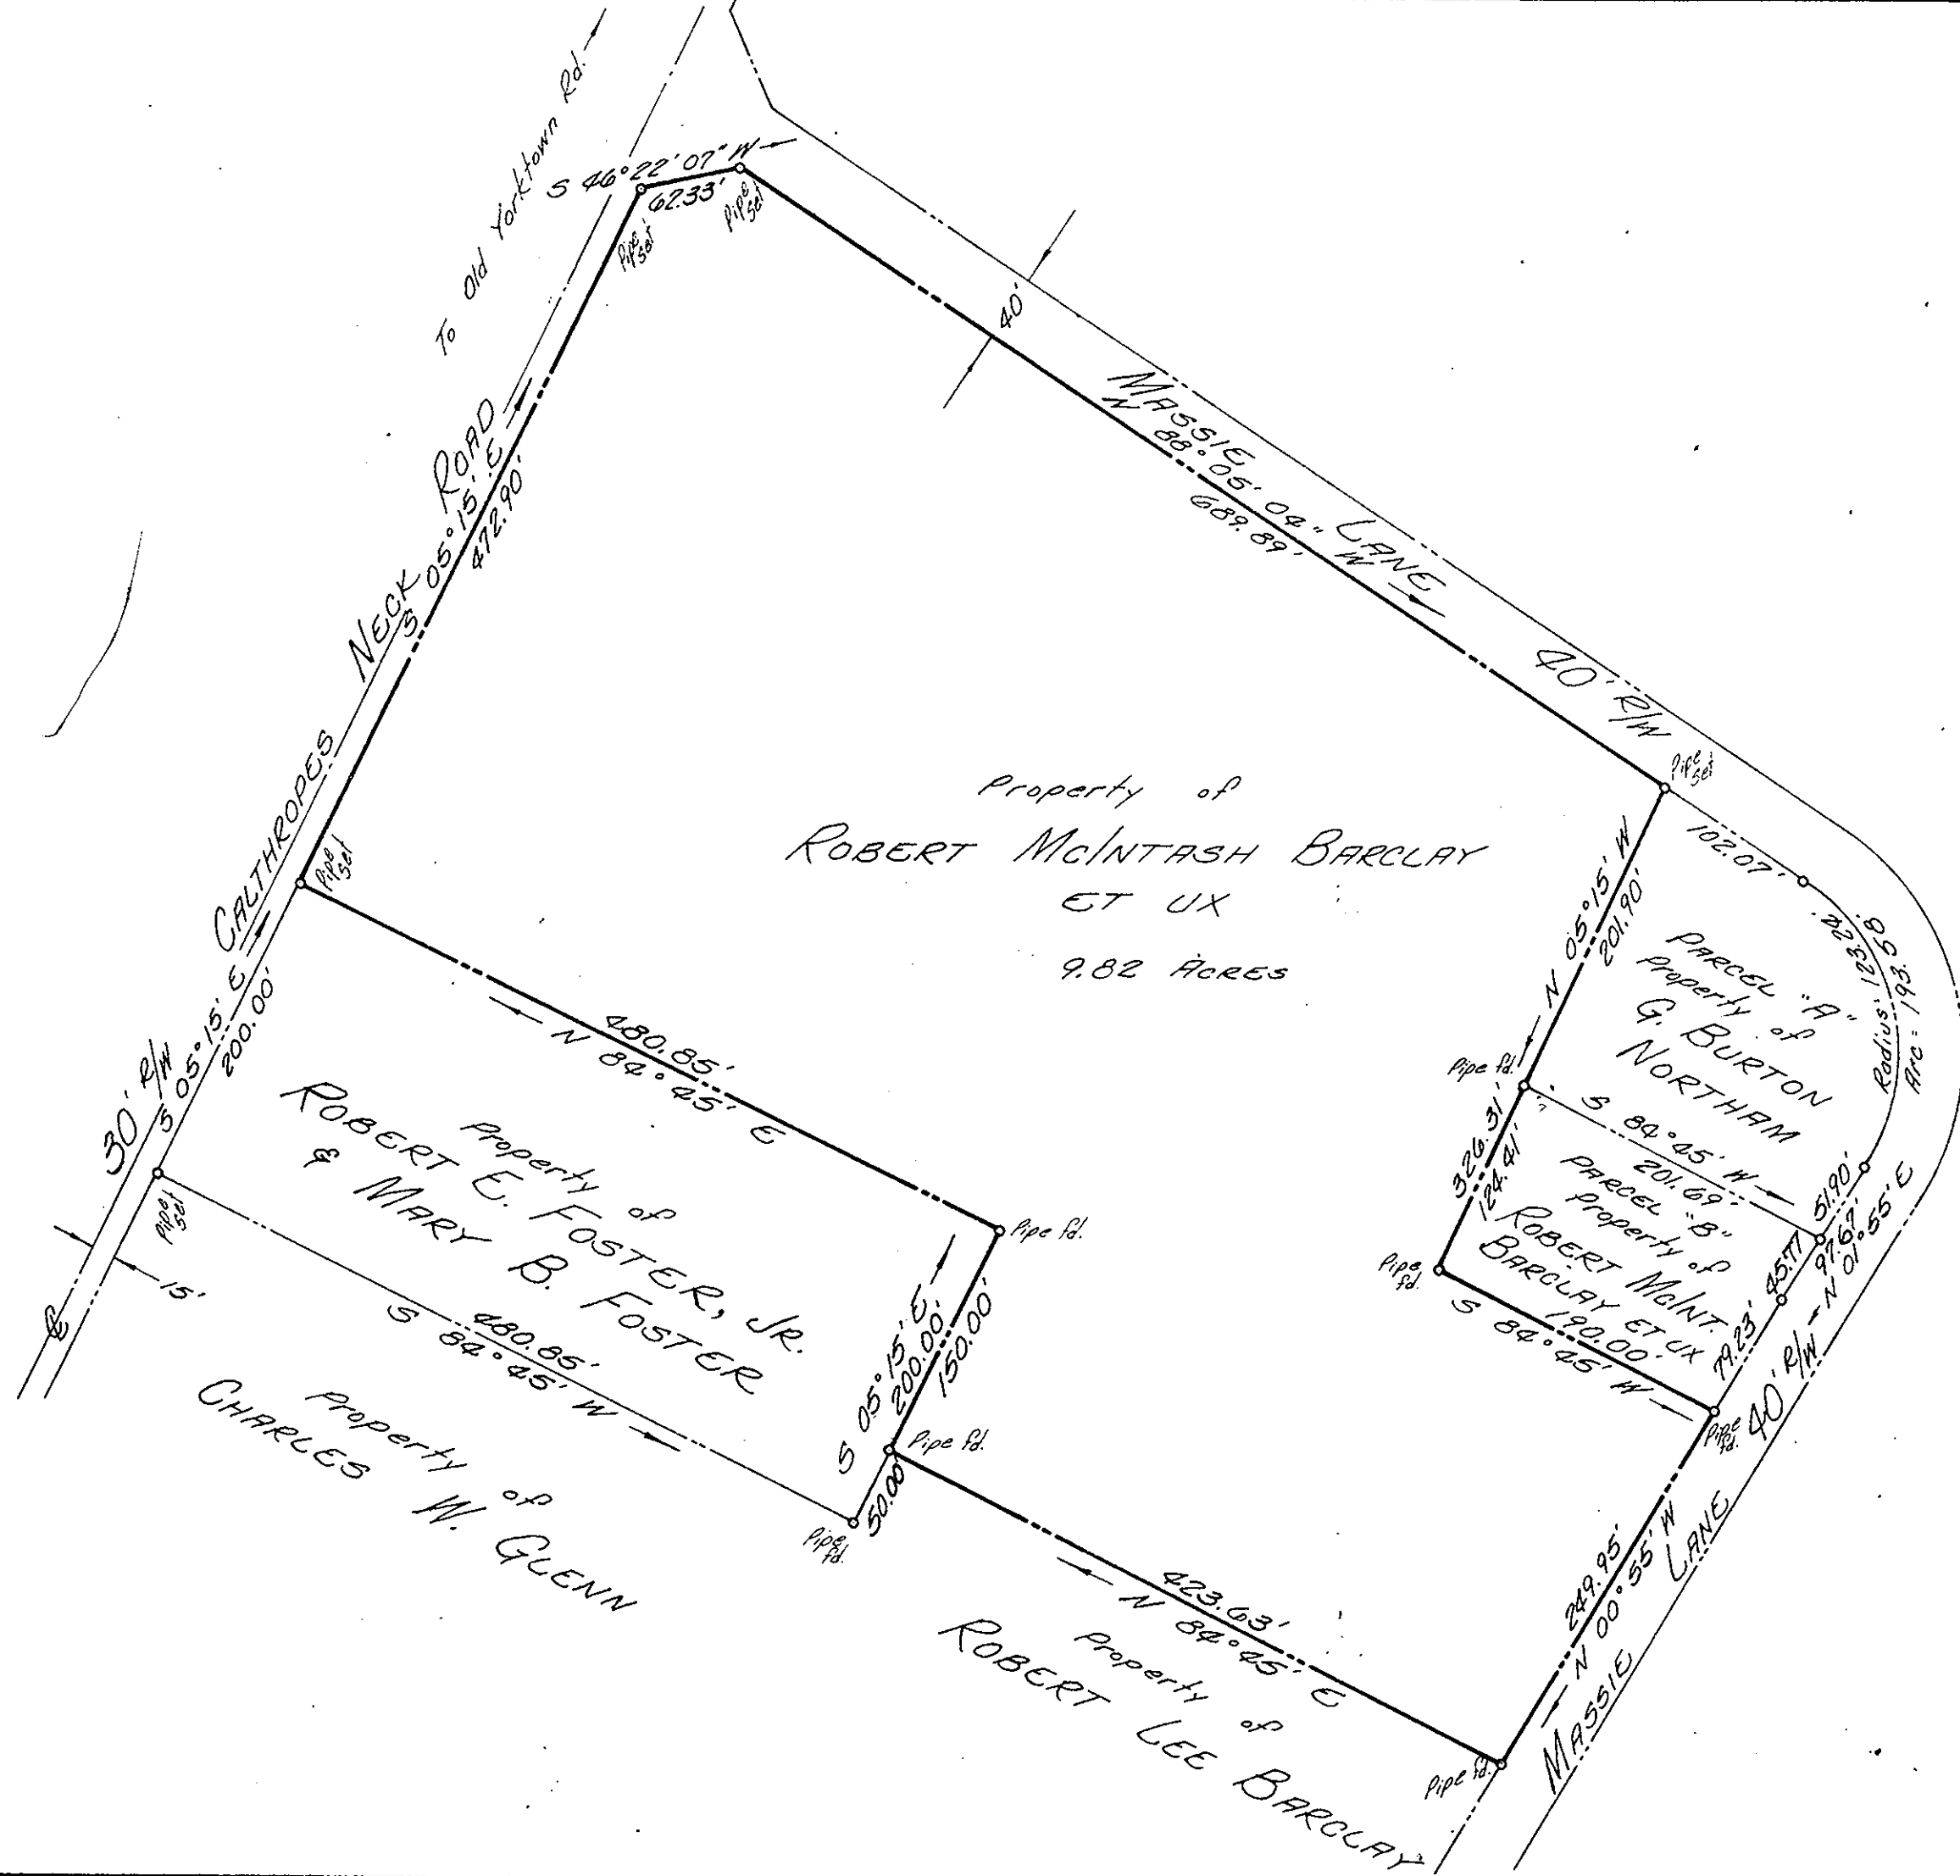 To Old Yorktown Rd.
S 46°22'07" W
62.33'
Pipe set
Pipe set
40'
MASSIE LANE
N 88°05'04" W
689.89'
40' R/W
Pipe set
CALTHROPES NECK ROAD
S 05°15' E
472.90'
Pipe set
Property of
ROBERT McINTASH BARCLAY
ET UX
9.82 ACRES
102.07'
Radius: 123.24'
Arc = 193.58'
N 05°15' W
201.90'
PARCEL "A"
Property of
G. BURTON
NORTHAM
Pipe fd.
326.31'
124.41'
S 84°45' W
201.69'
PARCEL "B"
Property of
ROBERT McINT.
BARCLAY ET UX
190.00'
S 84°45' W
Pipe fd.
51.90'
45.77'
97.67'
N 01°55' E
79.23'
40' R/W
Pipe fd.
30' R/W
S 05°15' E
200.00'
Pipe set
15'
℄
480.85'
N 84°45' E
Property of
ROBERT E. FOSTER, JR.
& MARY B. FOSTER
Pipe fd.
S 05°15' E
200.00'
150.00'
480.85'
S 84°45' W
Pipe fd.
50.00'
Pipe fd.
Property of
CHARLES W. GLENN
423.63'
N 84°45' E
Property of
ROBERT LEE BARCLAY
249.95'
N 00°55' W
MASSIE LANE
Pipe fd.